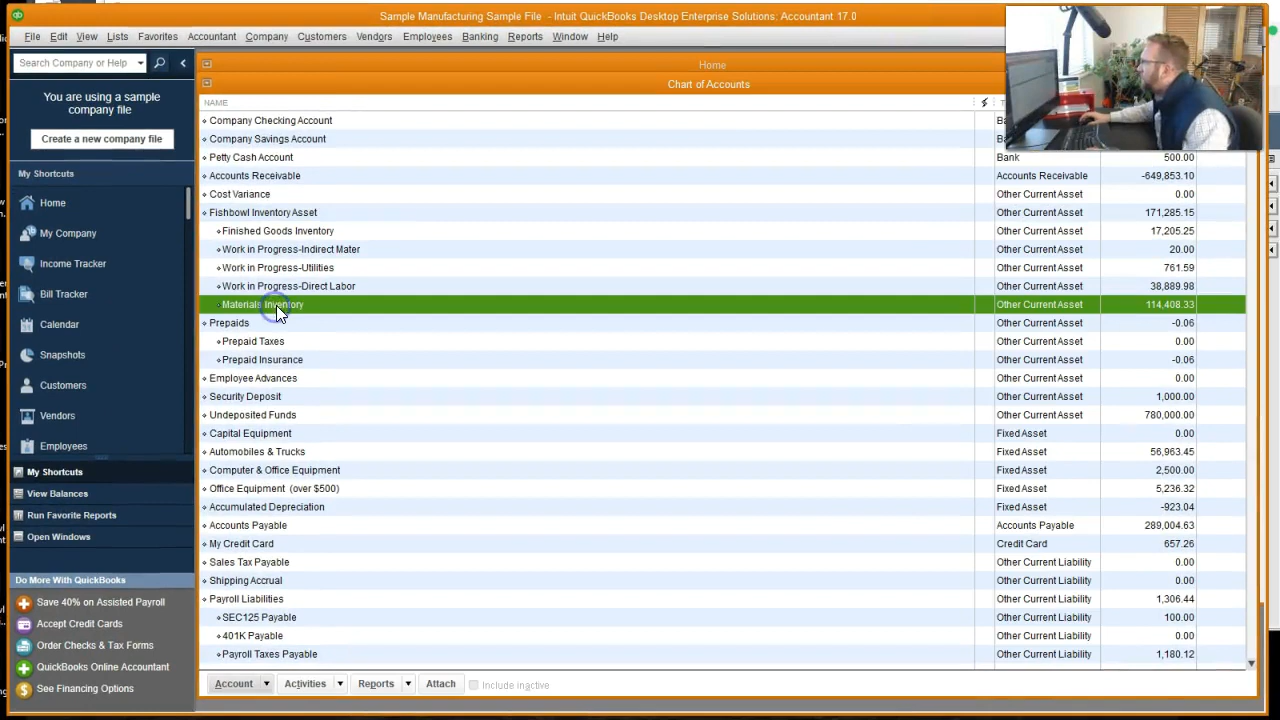 Sample Manufacturing Sample File - Intuit QuickBooks Desktop Enterprise Solutions: Accountant 17.0
File Edit View Lists Favorites Accountant Company Customers Vendors Employees Banking Reports Window Help
Search Company or Help
Home
Chart of Accounts
You are using a sample
company file
Create a new company file
My Shortcuts
Home
My Company
Income Tracker
Bill Tracker
Calendar
Snapshots
Customers
Vendors
Employees
My Shortcuts
View Balances
Run Favorite Reports
Open Windows
Do More With QuickBooks
Save 40% on Assisted Payroll
Accept Credit Cards
Order Checks & Tax Forms
QuickBooks Online Accountant
See Financing Options
NAME
Company Checking Account
Company Savings Account
Petty Cash Account Bank 500.00
Accounts Receivable Accounts Receivable -649,853.10
Cost Variance Other Current Asset 0.00
Fishbowl Inventory Asset Other Current Asset 171,285.15
Finished Goods Inventory Other Current Asset 17,205.25
Work in Progress-Indirect Mater Other Current Asset 20.00
Work in Progress-Utilities Other Current Asset 761.59
Work in Progress-Direct Labor Other Current Asset 38,889.98
Materials Inventory Other Current Asset 114,408.33
Prepaids Other Current Asset -0.06
Prepaid Taxes Other Current Asset 0.00
Prepaid Insurance Other Current Asset -0.06
Employee Advances Other Current Asset 0.00
Security Deposit Other Current Asset 1,000.00
Undeposited Funds Other Current Asset 780,000.00
Capital Equipment Fixed Asset 0.00
Automobiles & Trucks Fixed Asset 56,963.45
Computer & Office Equipment Fixed Asset 2,500.00
Office Equipment (over $500) Fixed Asset 5,236.32
Accumulated Depreciation Fixed Asset -923.04
Accounts Payable Accounts Payable 289,004.63
My Credit Card Credit Card 657.26
Sales Tax Payable Other Current Liability 0.00
Shipping Accrual Other Current Liability 0.00
Payroll Liabilities Other Current Liability 1,306.44
SEC125 Payable Other Current Liability 100.00
401K Payable Other Current Liability 0.00
Payroll Taxes Payable Other Current Liability 1,180.12
Account Activities Reports Attach Include inactive